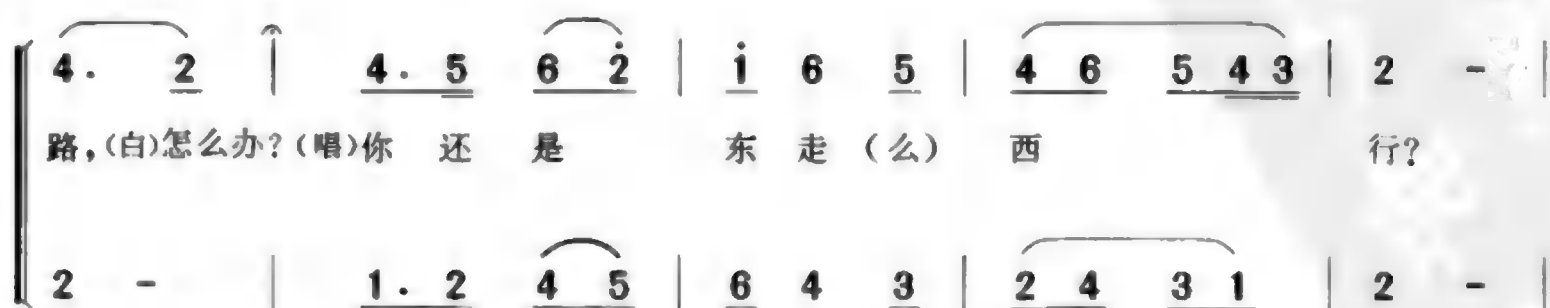 4. 2 | 4. 5 6 2̇ | i̇ 6 5 | 4 6 5 4 3 | 2 - |
路,(白)怎么办?(唱)你 还 是 东 走 (么) 西 行?
2 - | 1. 2 4 5 | 6 4 3 | 2 4 3 1 | 2 - |